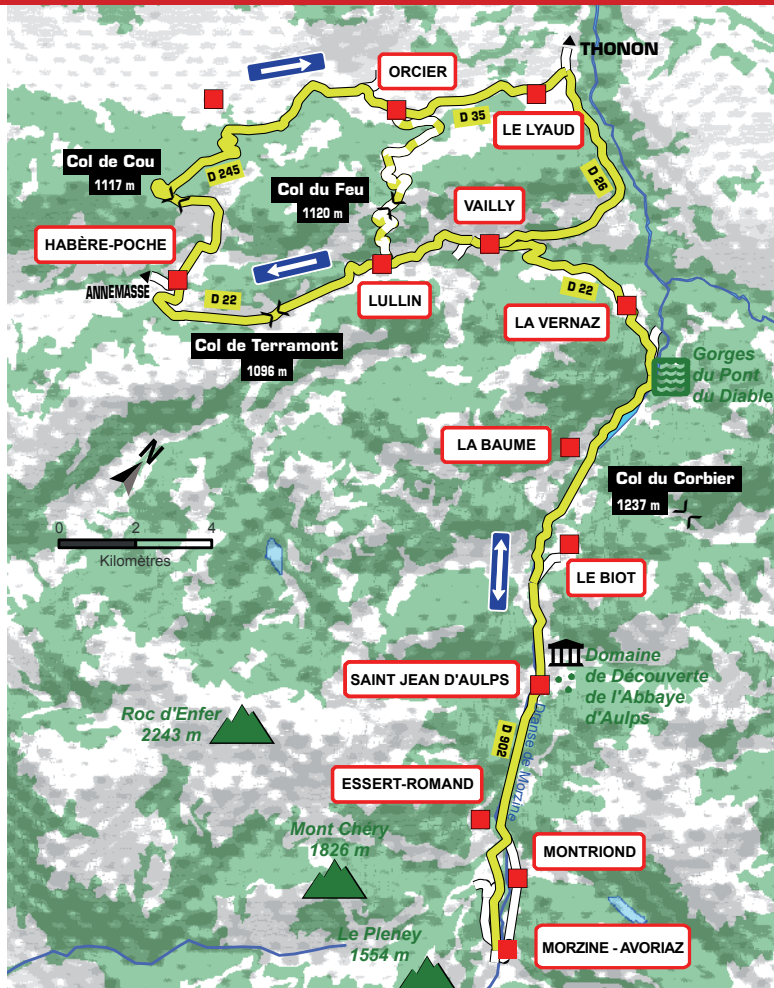 THONON
ORCIER
D 35
LE LYAUD
Col de Cou
1117 m
D 245
Col du Feu
1120 m
D 26
VAILLY
HABÈRE-POCHE
ANNEMASSE
D 22
LULLIN
D 22
LA VERNAZ
Col de Terramont
1096 m
Gorges
du Pont
du Diable
LA BAUME
Col du Corbier
1237 m
N
0 2 4
Kilomètres
LE BIOT
SAINT JEAN D'AULPS
Domaine
de Découverte
de l'Abbaye
d'Aulps
Roc d'Enfer
2243 m
D 902
Dranse de Morzine
ESSERT-ROMAND
Mont Chéry
1826 m
MONTRIOND
Le Pleney
1554 m
MORZINE - AVORIAZ